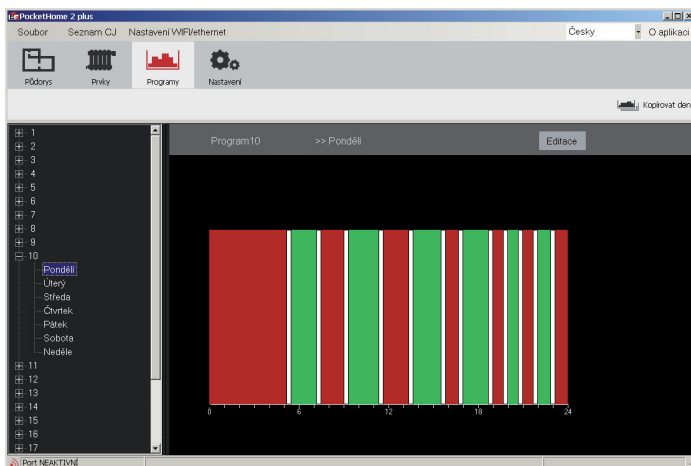 PocketHome 2 plus
Soubor Seznam CJ Nastavení WIFI/ethernet Česky O aplikaci
Půdorys Prvky Programy Nastavení
Kopírovat den
Program10 >> Pondělí Editace
1
2
3
4
5
6
7
8
9
10
Pondělí
Úterý
Středa
Čtvrtek
Pátek
Sobota
Neděle
11
12
13
14
15
16
17
0 6 12 18 24
Port NEAKTIVNÍ